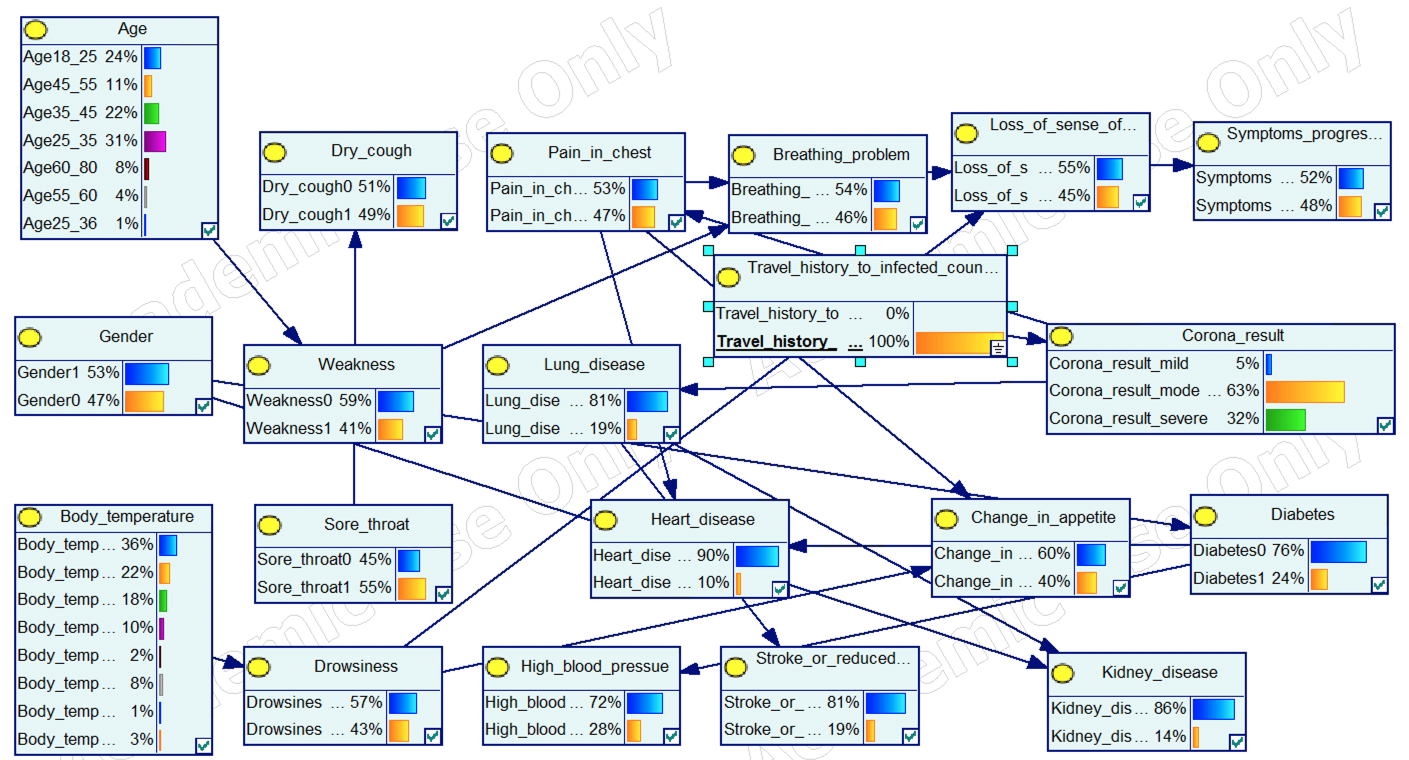 Age
Age18_25 24%
Age45_55 11%
Age35_45 22%
Age25_35 31%
Age60_80 8%
Age55_60 4%
Age25_36 1%
Dry_cough
Dry_cough0 51%
Dry_cough1 49%
Pain_in_chest
Pain_in_ch... 53%
Pain_in_ch... 47%
Breathing_problem
Breathing_ ... 54%
Breathing_ ... 46%
Loss_of_sense_of...
Loss_of_s ... 55%
Loss_of_s ... 45%
Symptoms_progres...
Symptoms ... 52%
Symptoms ... 48%
Travel_history_to_infected_coun...
Travel_history_to ... 0%
Travel_history_ ... 100%
Gender
Gender1 53%
Gender0 47%
Weakness
Weakness0 59%
Weakness1 41%
Lung_disease
Lung_dise ... 81%
Lung_dise ... 19%
Corona_result
Corona_result_mild 5%
Corona_result_mode ... 63%
Corona_result_severe 32%
Body_temperature
Body_temp ... 36%
Body_temp ... 22%
Body_temp ... 18%
Body_temp ... 10%
Body_temp ... 2%
Body_temp ... 8%
Body_temp ... 1%
Body_temp ... 3%
Sore_throat
Sore_throat0 45%
Sore_throat1 55%
Heart_disease
Heart_dise ... 90%
Heart_dise ... 10%
Change_in_appetite
Change_in ... 60%
Change_in ... 40%
Diabetes
Diabetes0 76%
Diabetes1 24%
Drowsiness
Drowsines ... 57%
Drowsines ... 43%
High_blood_pressue
High_blood ... 72%
High_blood ... 28%
Stroke_or_reduced...
Stroke_or_ ... 81%
Stroke_or_ ... 19%
Kidney_disease
Kidney_dis ... 86%
Kidney_dis ... 14%
Academic Use Only